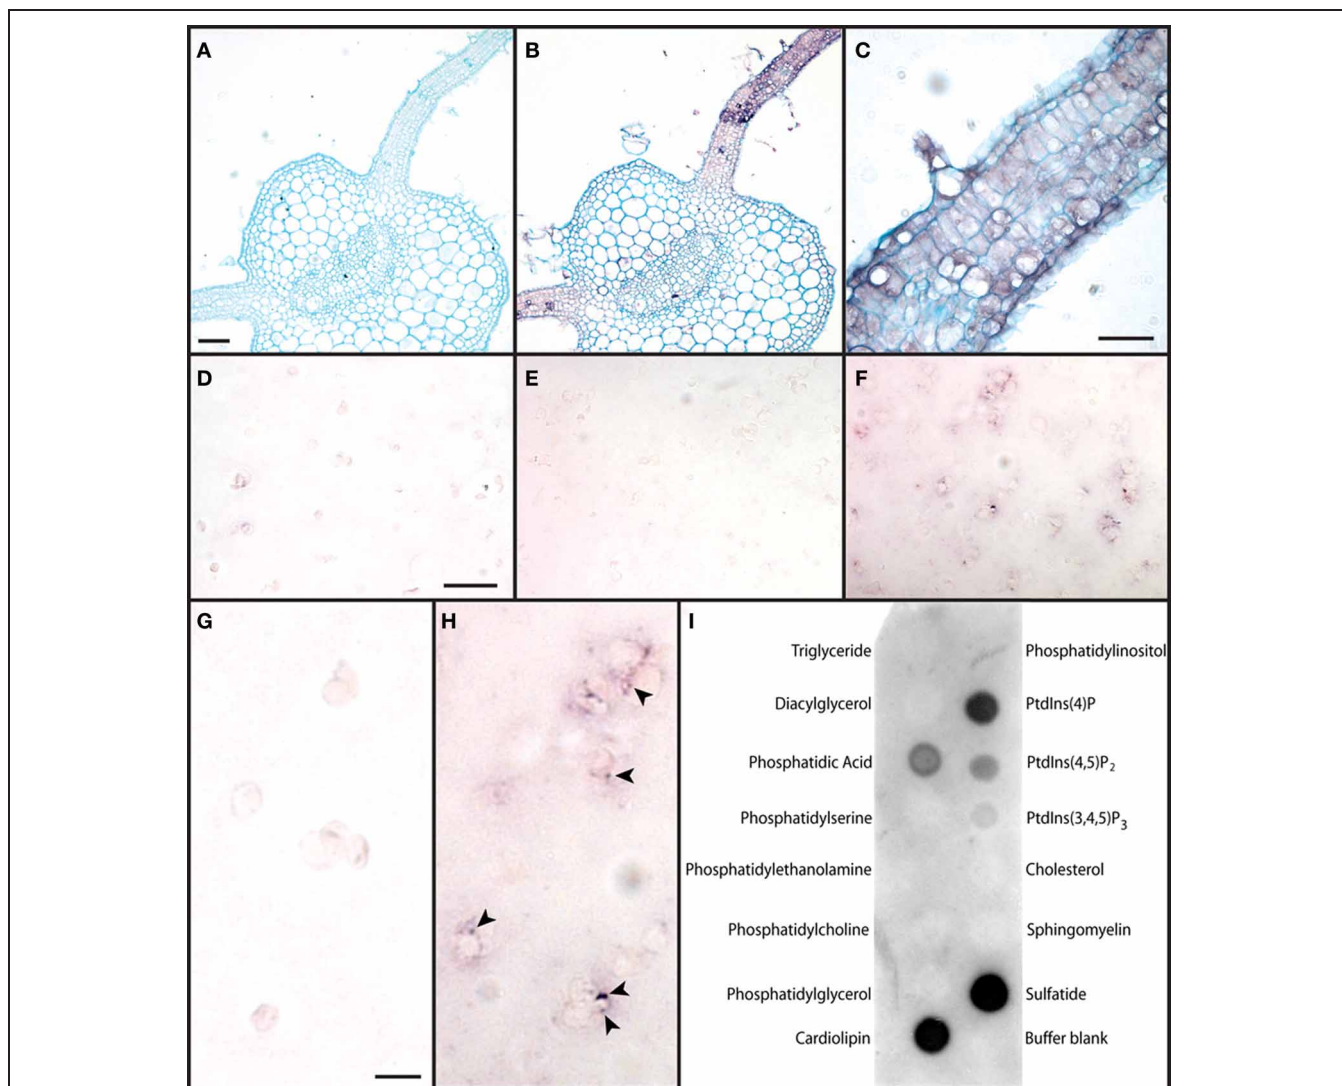 A
B
C
D
E
F
G
H
I
Triglyceride
Phosphatidylinositol
Diacylglycerol
PtdIns(4)P
Phosphatidic Acid
PtdIns(4,5)P2
Phosphatidylserine
PtdIns(3,4,5)P3
Phosphatidylethanolamine
Cholesterol
Phosphatidylcholine
Sphingomyelin
Phosphatidylglycerol
Sulfatide
Cardiolipin
Buffer blank